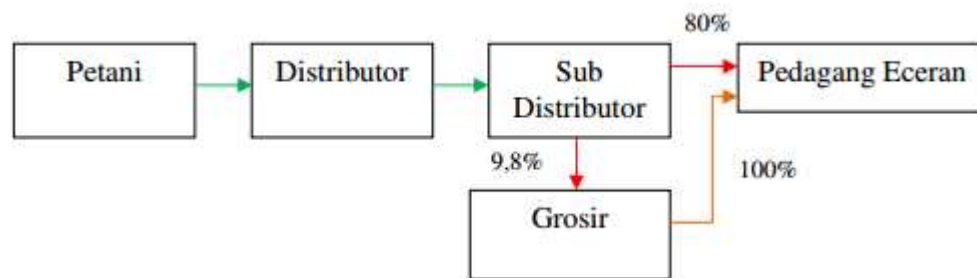 80%
Petani
Distributor
Sub
Distributor
Pedagang Eceran
9,8%
100%
Grosir